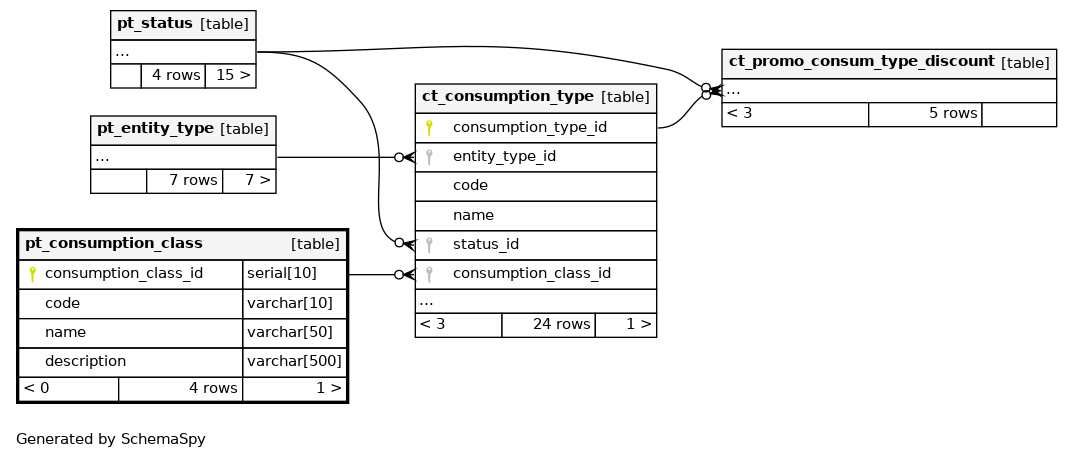 pt_status [table]
...
4 rows 15 >
pt_entity_type [table]
...
7 rows 7 >
pt_consumption_class [table]
consumption_class_id serial[10]
code varchar[10]
name varchar[50]
description varchar[500]
< 0 4 rows 1 >
ct_consumption_type [table]
consumption_type_id
entity_type_id
code
name
status_id
consumption_class_id
...
< 3 24 rows 1 >
ct_promo_consum_type_discount [table]
...
< 3 5 rows
Generated by SchemaSpy